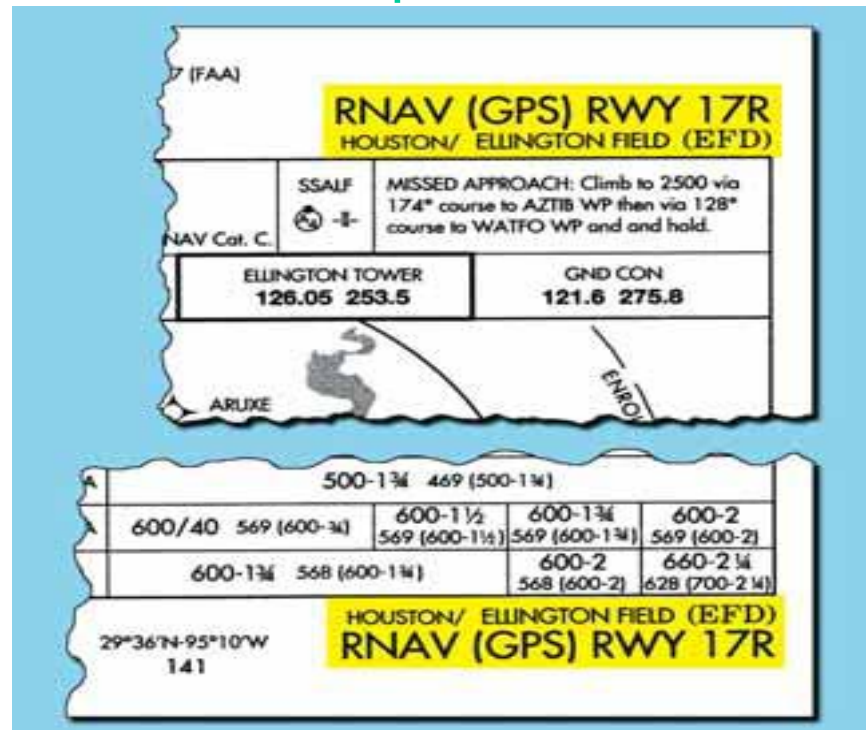 7 (FAA)
RNAV (GPS) RWY 17R
HOUSTON/ ELLINGTON FIELD (EFD)
NAV Cat. C.
SSALF
MISSED APPROACH: Climb to 2500 via
174° course to AZTIB WP then via 128°
course to WATFO WP and and hold.
ELLINGTON TOWER
126.05 253.5
GND CON
121.6 275.8
ARUXE
ENRO
A
500-1¾ 469 (500-1¾)
A
600/40 569 (600-¾)
600-1½
569 (600-1½)
600-1¾
569 (600-1¾)
600-2
569 (600-2)
600-1¾ 568 (600-1¾)
600-2
568 (600-2)
660-2¼
628 (700-2¼)
29°36'N-95°10'W
141
HOUSTON/ ELLINGTON FIELD (EFD)
RNAV (GPS) RWY 17R